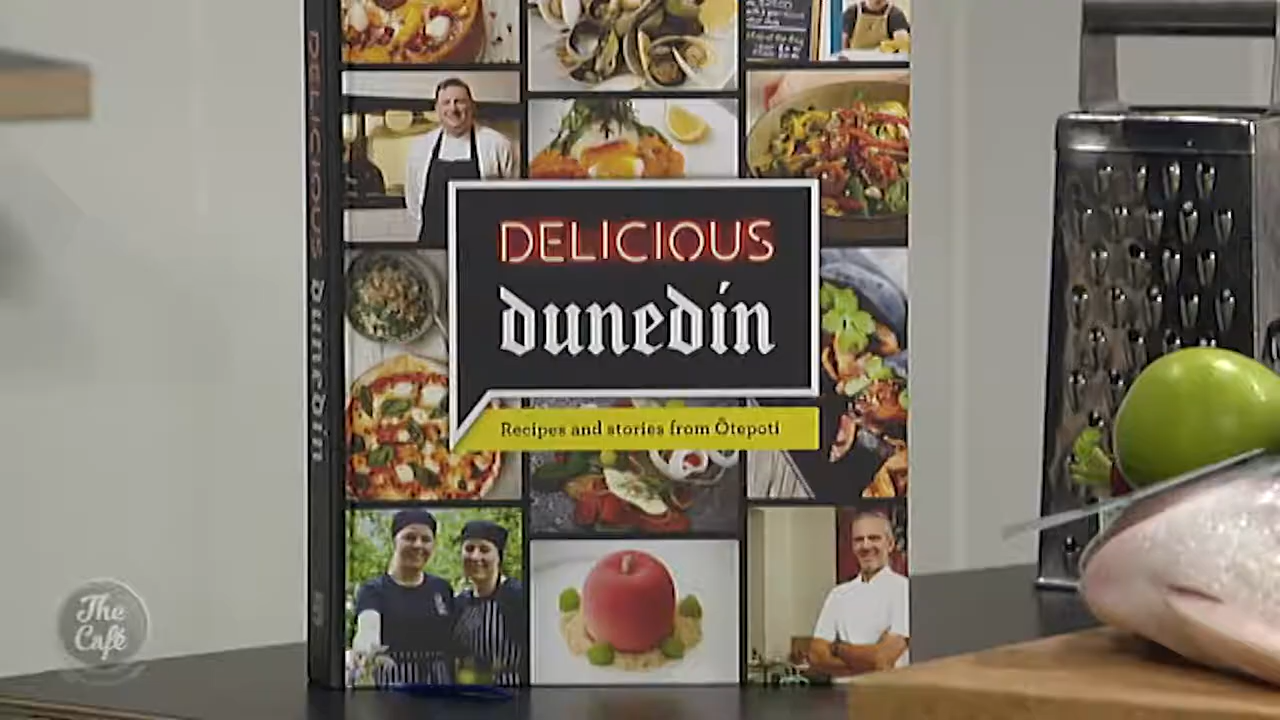 DELICIOUS
dunedin
Recipes and stories from Ōtepoti
DELICIOUS dunedin
The
Café